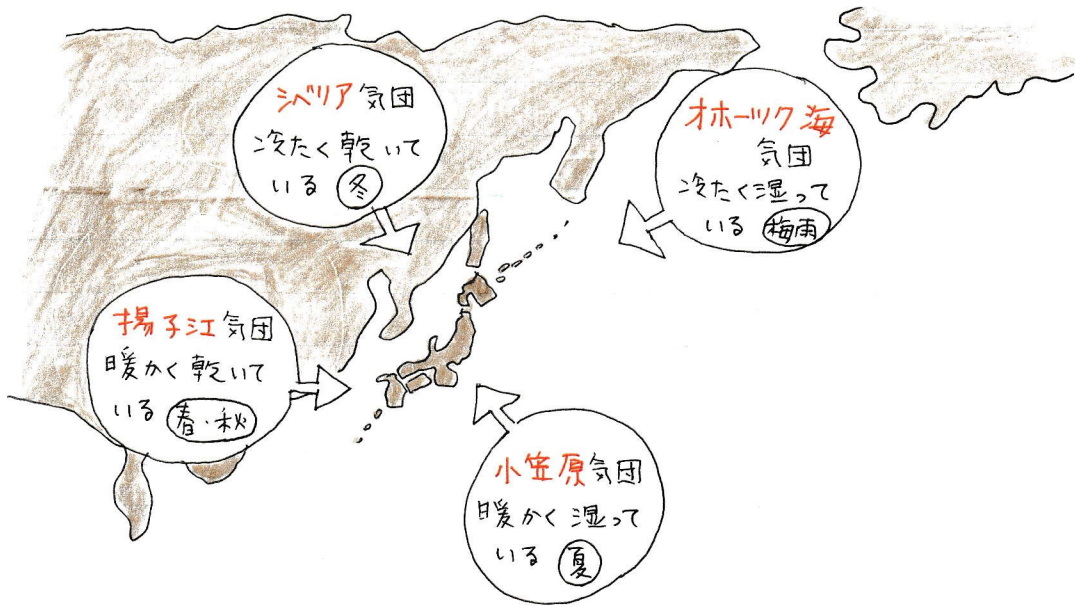 シベリア気団
冷たく乾いて
いる 冬
オホーツク海
気団
冷たく湿って
いる 梅雨
揚子江気団
暖かく乾いて
いる 春・秋
小笠原気団
暖かく湿って
いる 夏